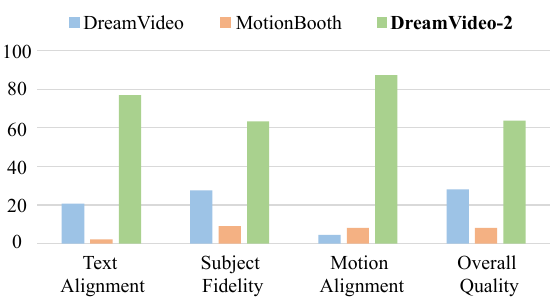 DreamVideo MotionBooth DreamVideo-2
100
80
60
40
20
0
Text Subject Motion Overall
Alignment Fidelity Alignment Quality